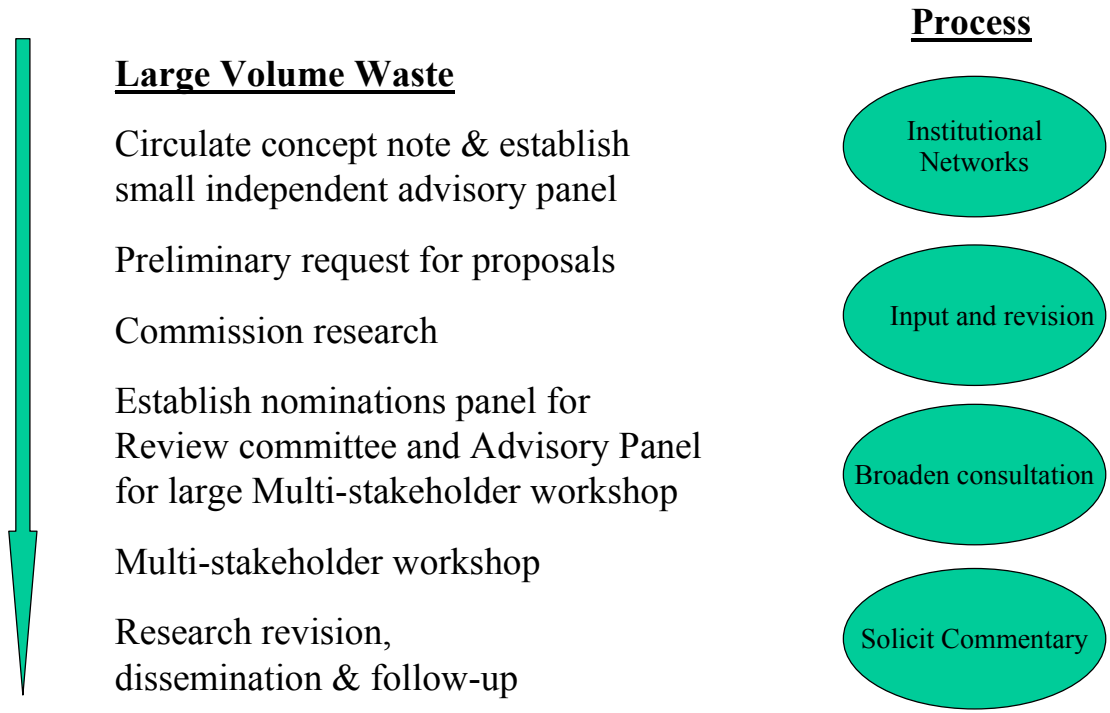 Large Volume Waste
Circulate concept note & establish
small independent advisory panel
Preliminary request for proposals
Commission research
Establish nominations panel for
Review committee and Advisory Panel
for large Multi-stakeholder workshop
Multi-stakeholder workshop
Research revision,
dissemination & follow-up
Process
Institutional
Networks
Input and revision
Broaden consultation
Solicit Commentary